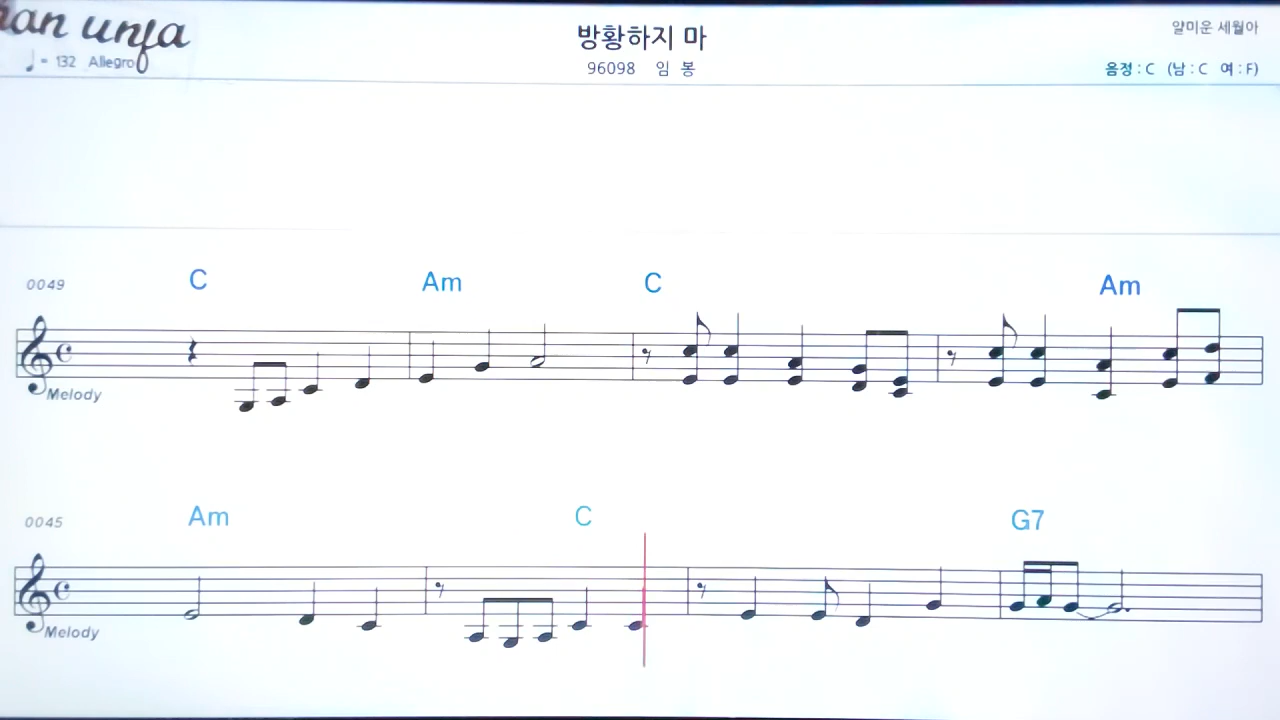 방황하지 마
얄미운 세월아
♩= 132 Allegro
96098 임 봉
음정 : C (남 : C 여 : F)
C Am C Am
0049
Melody
Am C G7
0045
Melody